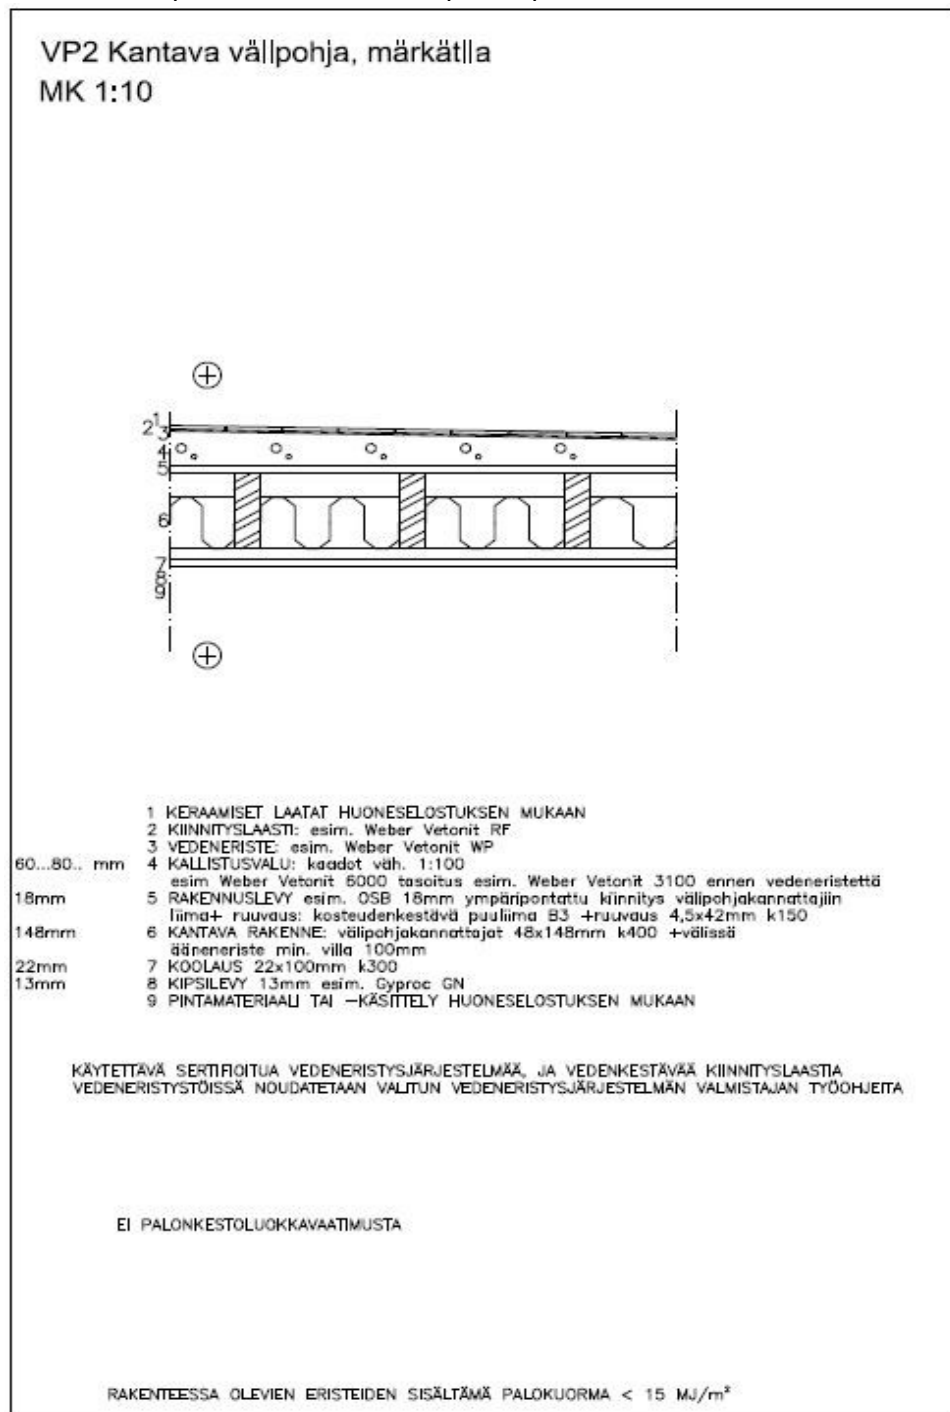 VP2 Kantava välipohja, märkätila
MK 1:10
1
2 3
4
5
6
7
8
9
1 KERAAMISET LAATAT HUONESELOSTUKSEN MUKAAN
2 KIINNITYSLAASTI: esim. Weber Vetonit RF
3 VEDENERISTE: esim. Weber Vetonit WP
60...80.. mm 4 KALLISTUSVALU: kaadot väh. 1:100
esim Weber Vetonit 6000 tasoitus esim. Weber Vetonit 3100 ennen vedeneristettä
18mm 5 RAKENNUSLEVY esim. OSB 18mm ympäripontattu kiinnitys välipohjakannattajiin
liima+ ruuvaus: kosteudenkestävä puuliima B3 +ruuvaus 4,5x42mm k150
148mm 6 KANTAVA RAKENNE: välipohjakannattajat 48x148mm k400 +välissä
ääneneriste min. villa 100mm
22mm 7 KOOLAUS 22x100mm k300
13mm 8 KIPSILEVY 13mm esim. Gyproc GN
9 PINTAMATERIAALI TAI -KÄSITTELY HUONESELOSTUKSEN MUKAAN
KÄYTETTÄVÄ SERTIFIOITUA VEDENERISTYSJÄRJESTELMÄÄ, JA VEDENKESTÄVÄÄ KIINNITYSLAASTIA
VEDENERISTYSTÖISSÄ NOUDATETAAN VALITUN VEDENERISTYSJÄRJESTELMÄN VALMISTAJAN TYÖOHJEITA
EI PALONKESTOLUOKKAVAATIMUSTA
RAKENTEESSA OLEVIEN ERISTEIDEN SISÄLTÄMÄ PALOKUORMA < 15 MJ/m²